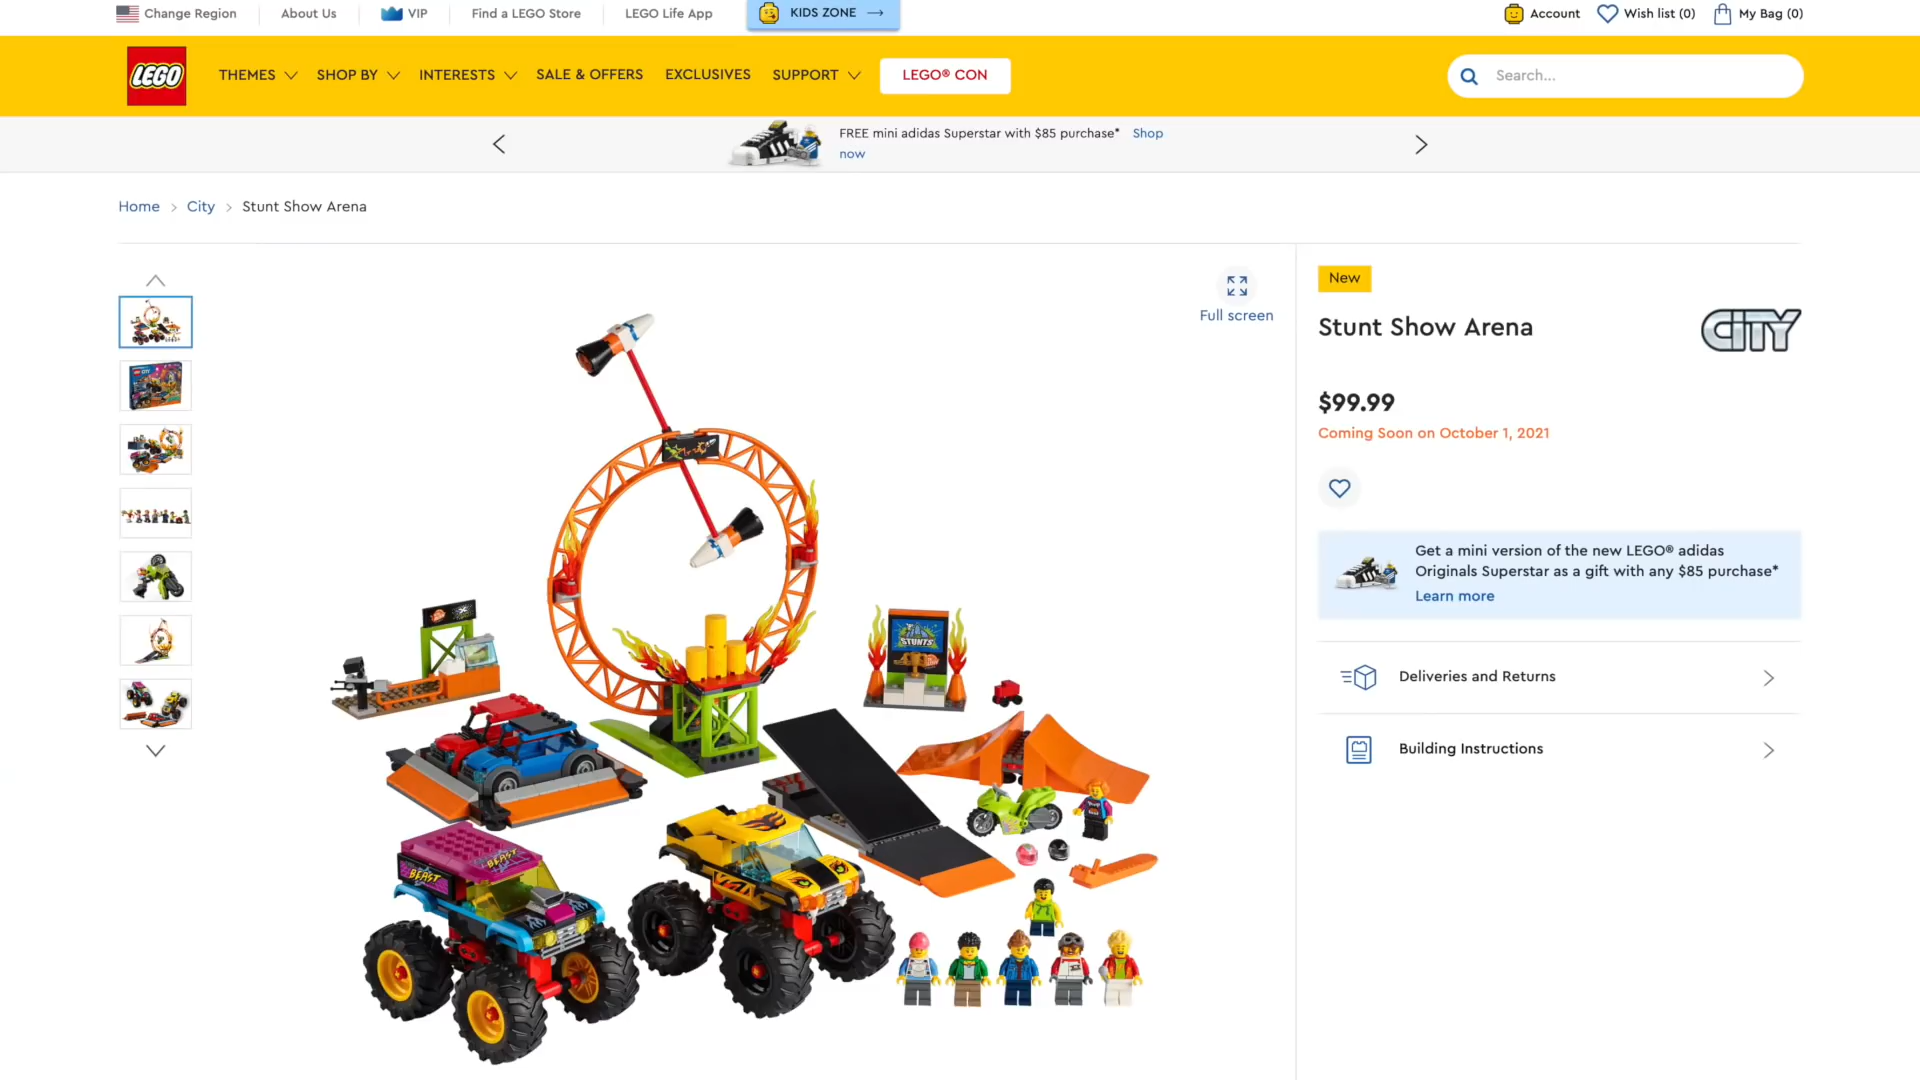 Change Region
About Us
VIP
Find a LEGO Store
LEGO Life App
KIDS ZONE
Account
Wish list (0)
My Bag (0)
LEGO
THEMES
SHOP BY
INTERESTS
SALE & OFFERS
EXCLUSIVES
SUPPORT
LEGO® CON
Search...
FREE mini adidas Superstar with $85 purchase* Shop
now
Home > City > Stunt Show Arena
Full screen
New
Stunt Show Arena
CITY
$99.99
Coming Soon on October 1, 2021
Get a mini version of the new LEGO® adidas
Originals Superstar as a gift with any $85 purchase*
Learn more
Deliveries and Returns
Building Instructions
STUNTS
BEAST
BEAST